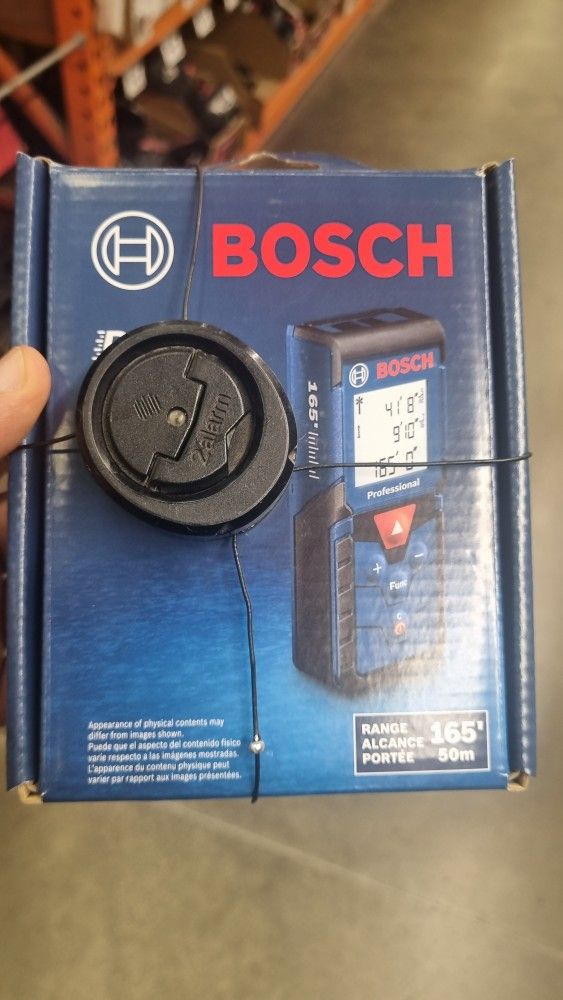 BOSCH
2alarm
165'
BOSCH
41'8"
9'10"
165'0"
Professional
+
-
Func
C
Appearance of physical contents may
differ from images shown.
Puede que el aspecto del contenido físico
varíe respecto a las imágenes mostradas.
L'apparence du contenu physique peut
varier par rapport aux images présentées.
RANGE
ALCANCE
PORTÉE
165'
50m